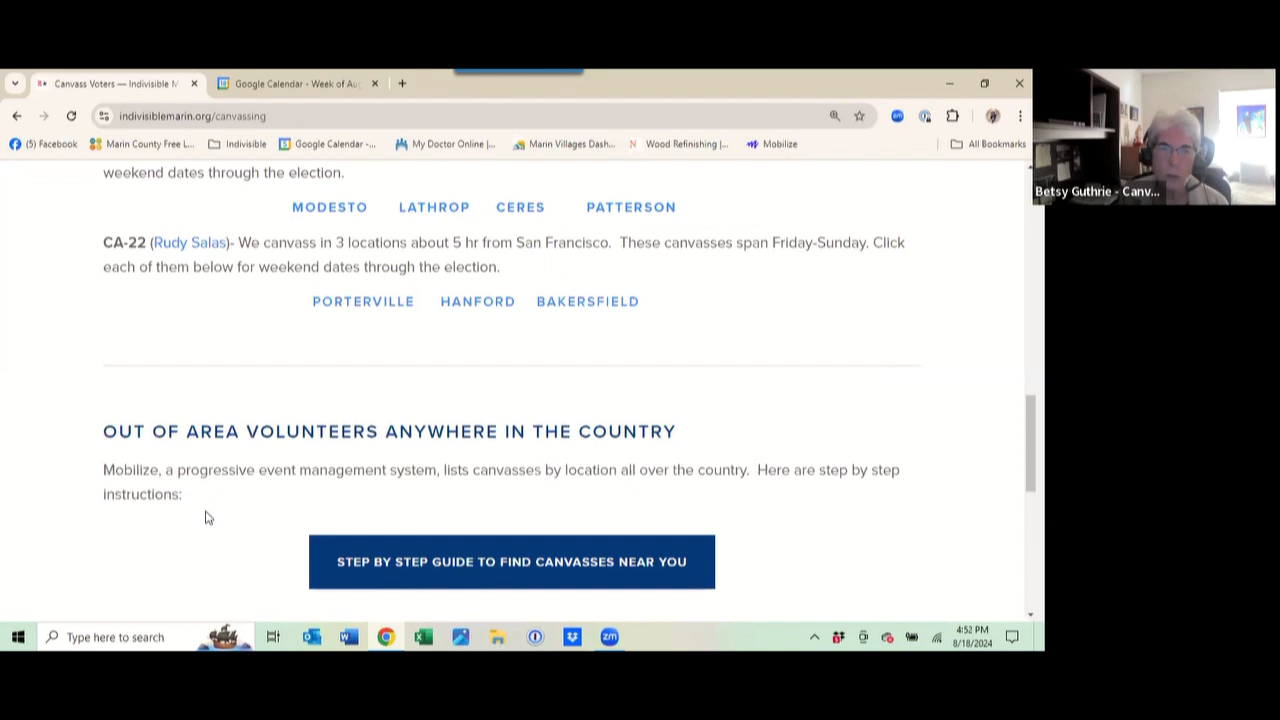 Canvass Voters — Indivisible M
Google Calendar - Week of Au
indivisiblemarin.org/canvassing
(5) Facebook
Marin County Free L...
Indivisible
Google Calendar -...
My Doctor Online |...
Marin Villages Dash...
Wood Refinishing |...
Mobilize
All Bookmarks
weekend dates through the election.
MODESTO LATHROP CERES PATTERSON
CA-22 (Rudy Salas)- We canvass in 3 locations about 5 hr from San Francisco. These canvasses span Friday-Sunday. Click
each of them below for weekend dates through the election.
PORTERVILLE HANFORD BAKERSFIELD
OUT OF AREA VOLUNTEERS ANYWHERE IN THE COUNTRY
Mobilize, a progressive event management system, lists canvasses by location all over the country. Here are step by step
instructions:
STEP BY STEP GUIDE TO FIND CANVASSES NEAR YOU
Type here to search
zm
4:52 PM
8/18/2024
Betsy Guthrie - Canv...